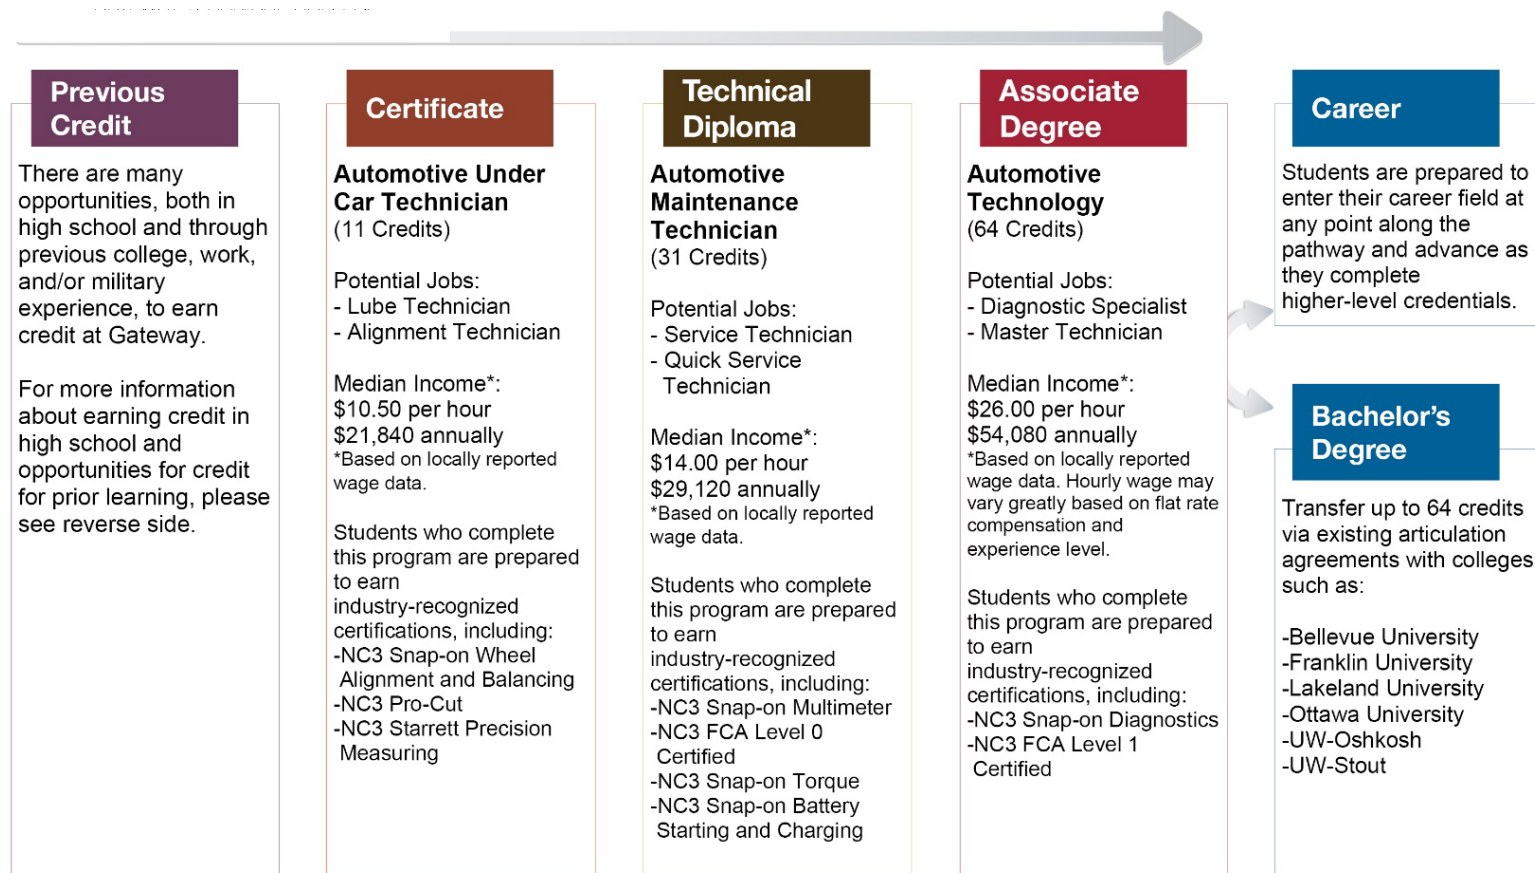 Previous
Credit
There are many
opportunities, both in
high school and through
previous college, work,
and/or military
experience, to earn
credit at Gateway.
For more information
about earning credit in
high school and
opportunities for credit
for prior learning, please
see reverse side.
Certificate
Automotive Under
Car Technician
(11 Credits)
Potential Jobs:
- Lube Technician
- Alignment Technician
Median Income*:
$10.50 per hour
$21,840 annually
*Based on locally reported
wage data.
Students who complete
this program are prepared
to earn
industry-recognized
certifications, including:
-NC3 Snap-on Wheel
Alignment and Balancing
-NC3 Pro-Cut
-NC3 Starrett Precision
Measuring
Technical
Diploma
Automotive
Maintenance
Technician
(31 Credits)
Potential Jobs:
- Service Technician
- Quick Service
Technician
Median Income*:
$14.00 per hour
$29,120 annually
*Based on locally reported
wage data.
Students who complete
this program are prepared
to earn
industry-recognized
certifications, including:
-NC3 Snap-on Multimeter
-NC3 FCA Level 0
Certified
-NC3 Snap-on Torque
-NC3 Snap-on Battery
Starting and Charging
Associate
Degree
Automotive
Technology
(64 Credits)
Potential Jobs:
- Diagnostic Specialist
- Master Technician
Median Income*:
$26.00 per hour
$54,080 annually
*Based on locally reported
wage data. Hourly wage may
vary greatly based on flat rate
compensation and
experience level.
Students who complete
this program are prepared
to earn
industry-recognized
certifications, including:
-NC3 Snap-on Diagnostics
-NC3 FCA Level 1
Certified
Career
Students are prepared to
enter their career field at
any point along the
pathway and advance as
they complete
higher-level credentials.
Bachelor's
Degree
Transfer up to 64 credits
via existing articulation
agreements with colleges
such as:
-Bellevue University
-Franklin University
-Lakeland University
-Ottawa University
-UW-Oshkosh
-UW-Stout